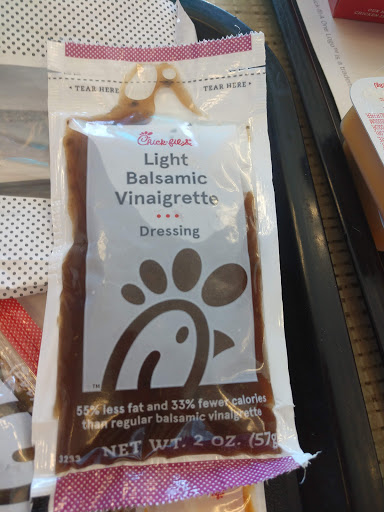 TEAR HERE TEAR HERE
Chick-fil-A
Light
Balsamic
Vinaigrette
Dressing
TM
55% less fat and 33% fewer calories
than regular balsamic vinaigrette
NET WT. 2 OZ. (57g